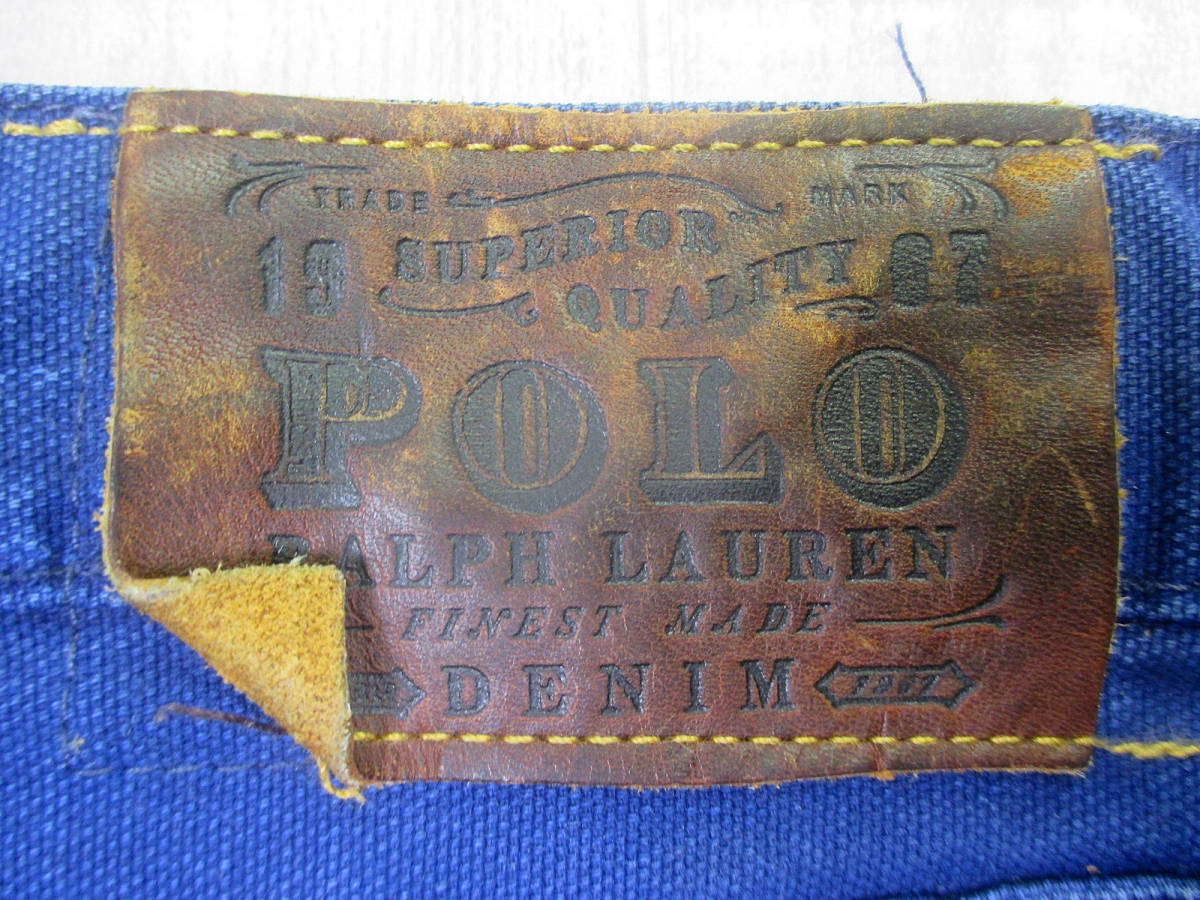 TRADE MARK
19 SUPERIOR QUALITY 67
POLO
RALPH LAUREN
FINEST MADE
DENIM